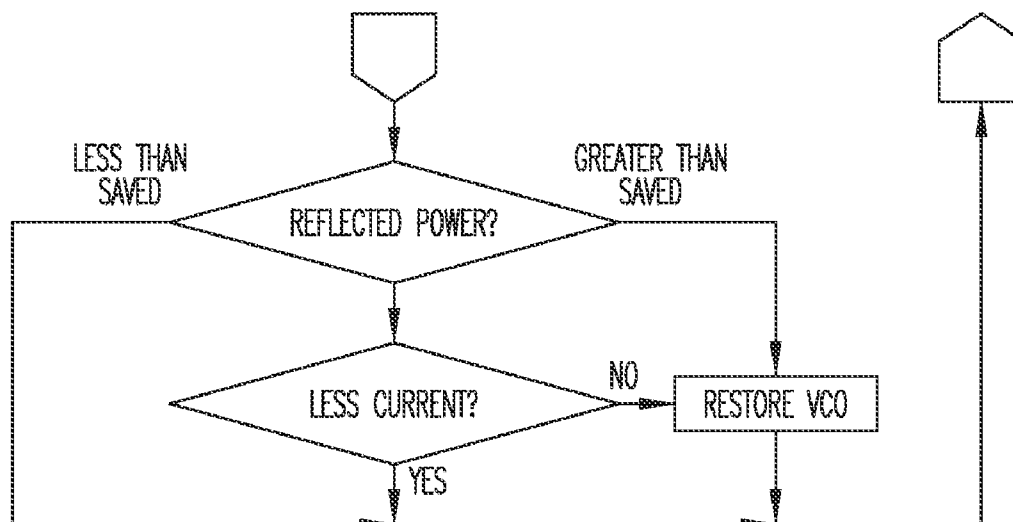 LESS THAN
SAVED
GREATER THAN
SAVED
REFLECTED POWER?
LESS CURRENT?
NO
RESTORE VCO
YES